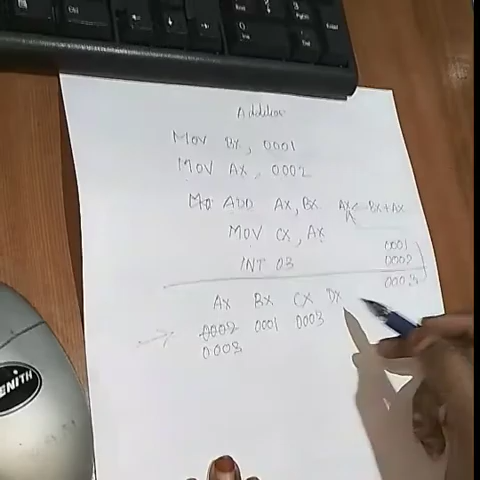 Addition
MOV BX, 0001
MOV AX, 0002
Mo ADD AX, BX AX ← BX + AX
MOV CX, AX
0001
INT 03 0002
0003
AX BX CX DX
0002 0001 0003
0003
ZENITH